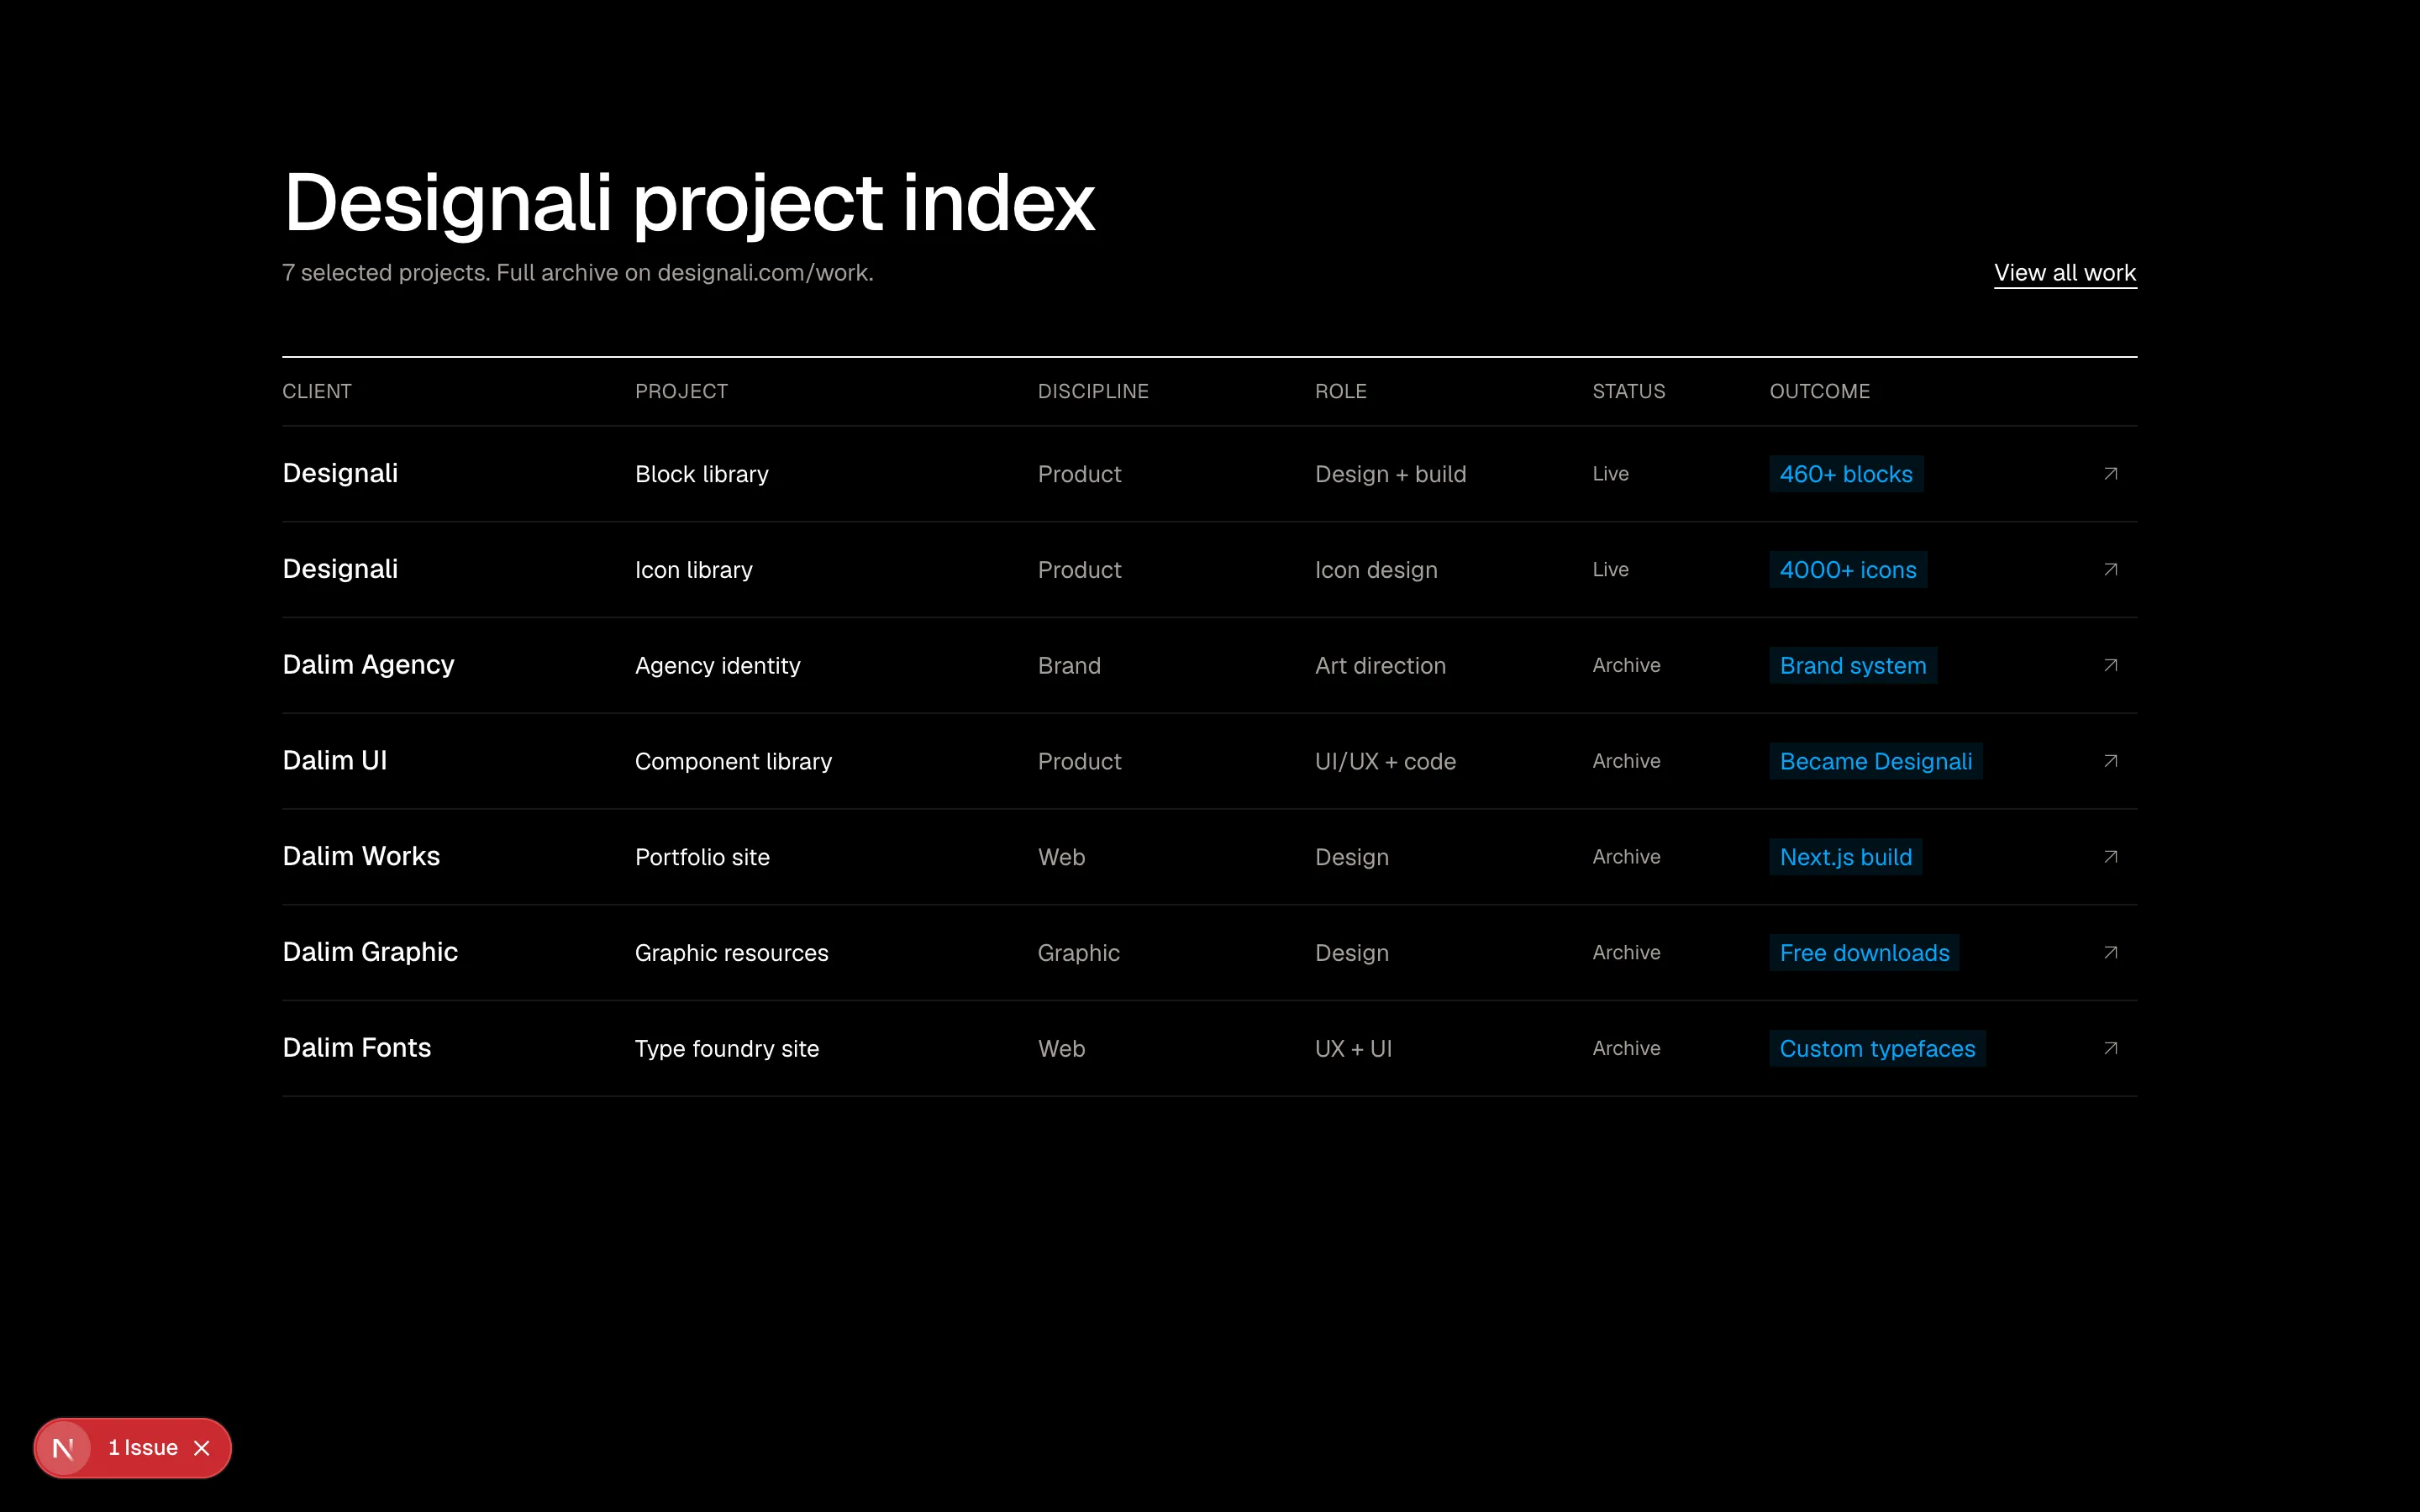 Designali project index
7 selected projects. Full archive on designali.com/work.
View all work
CLIENT PROJECT DISCIPLINE ROLE STATUS OUTCOME
Designali Block library Product Design + build Live 460+ blocks
Designali Icon library Product Icon design Live 4000+ icons
Dalim Agency Agency identity Brand Art direction Archive Brand system
Dalim UI Component library Product UI/UX + code Archive Became Designali
Dalim Works Portfolio site Web Design Archive Next.js build
Dalim Graphic Graphic resources Graphic Design Archive Free downloads
Dalim Fonts Type foundry site Web UX + UI Archive Custom typefaces
N 1 Issue